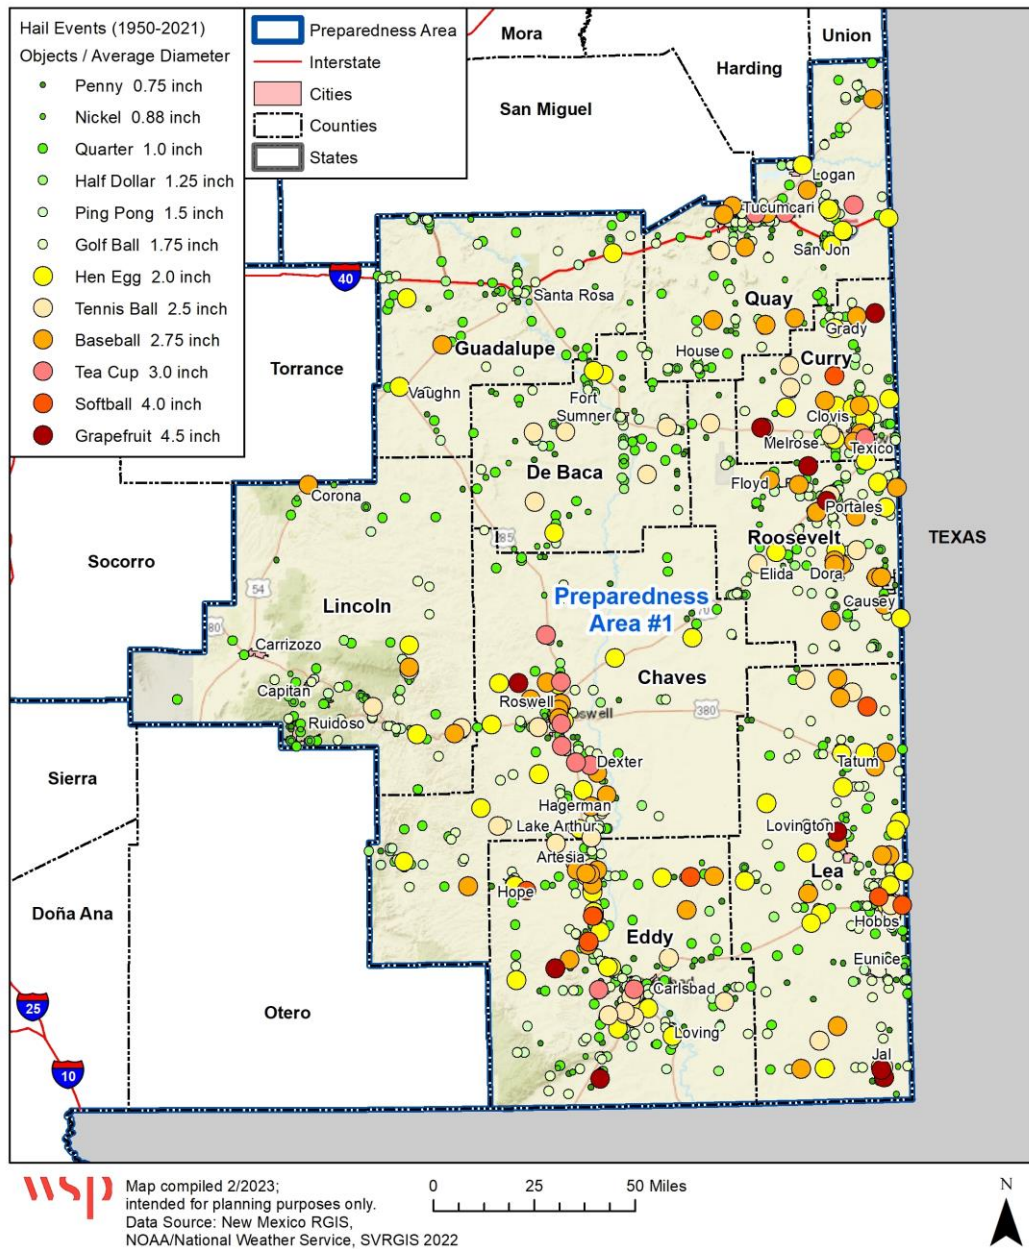 Hail Events (1950-2021)
Objects / Average Diameter
Penny 0.75 inch
Nickel 0.88 inch
Quarter 1.0 inch
Half Dollar 1.25 inch
Ping Pong 1.5 inch
Golf Ball 1.75 inch
Hen Egg 2.0 inch
Tennis Ball 2.5 inch
Baseball 2.75 inch
Tea Cup 3.0 inch
Softball 4.0 inch
Grapefruit 4.5 inch
Preparedness Area
Interstate
Cities
Counties
States
Mora
Union
Harding
San Miguel
Logan
Tucumcari
San Jon
40
Santa Rosa
Quay
Grady
Guadalupe
House
Curry
Torrance
Vaughn
Fort
Sumner
Clovis
Melrose
Texico
De Baca
Floyd
Corona
Portales
285
Roosevelt
TEXAS
Socorro
Elida
Dora
54
Preparedness
Area #1
Causey
Lincoln
70
380
Carrizozo
Chaves
Capitan
Roswell
Ruidoso
380
Tatum
Sierra
Dexter
Hagerman
Lake Arthur
Lovington
Artesia
Lea
Hope
Doña Ana
Hobbs
Eddy
Eunice
Carlsbad
25
Otero
Loving
Jal
10
wsp
Map compiled 2/2023;
intended for planning purposes only.
Data Source: New Mexico RGIS,
NOAA/National Weather Service, SVRGIS 2022
0 25 50 Miles
N